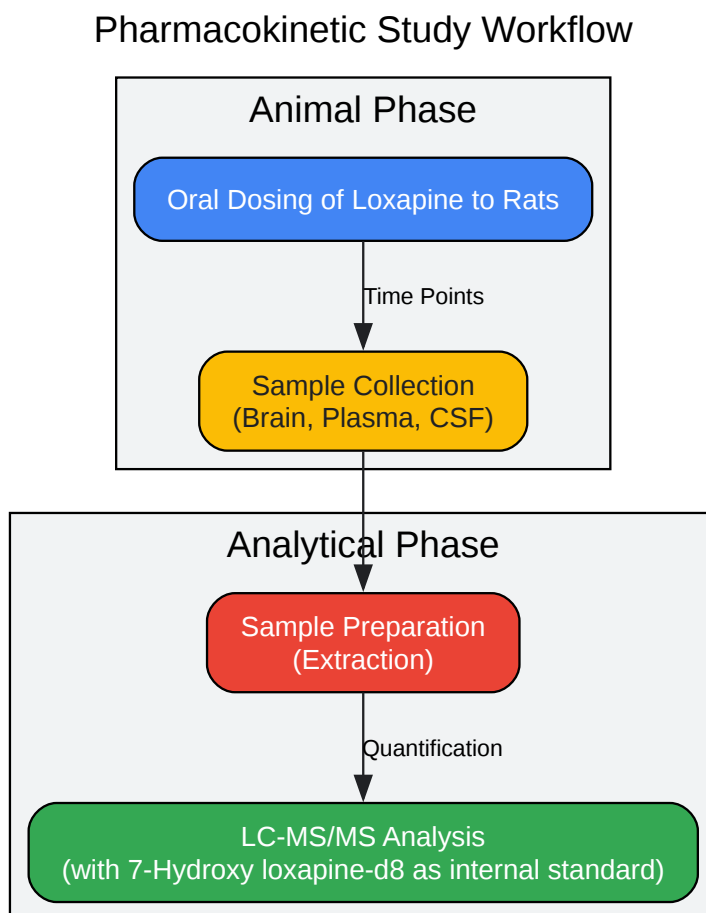 Pharmacokinetic Study Workflow
Animal Phase
Oral Dosing of Loxapine to Rats
Time Points
Sample Collection
(Brain, Plasma, CSF)
Analytical Phase
Sample Preparation
(Extraction)
Quantification
LC-MS/MS Analysis
(with 7-Hydroxy loxapine-d8 as internal standard)